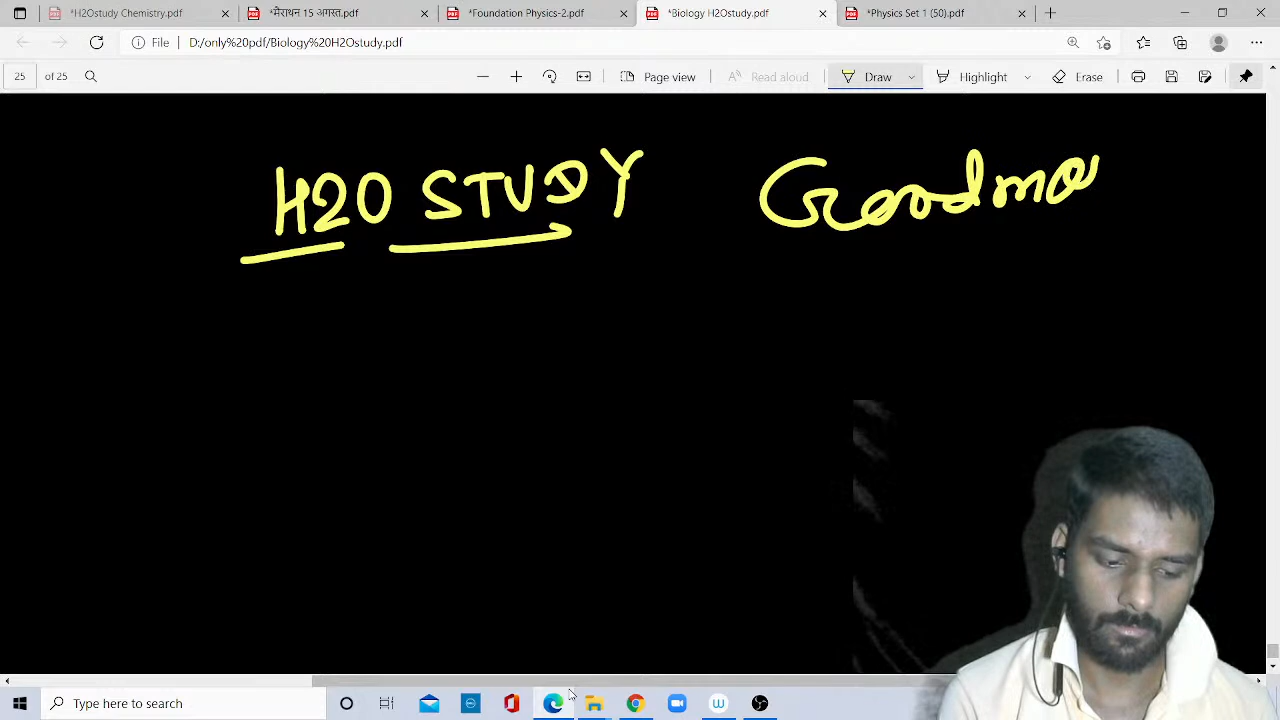 *H2Ostudy Chemistry.pdf
*मैराथन 15 अगस्त.pdf
*Foundation Physics-2.pdf
*Biology H2Ostudy.pdf
*Physics Set 1 (50).pdf
File D:/only%20pdf/Biology%20H2Ostudy.pdf
25 of 25 Page view Read aloud Draw Highlight Erase
H2O STUDY
Type here to search